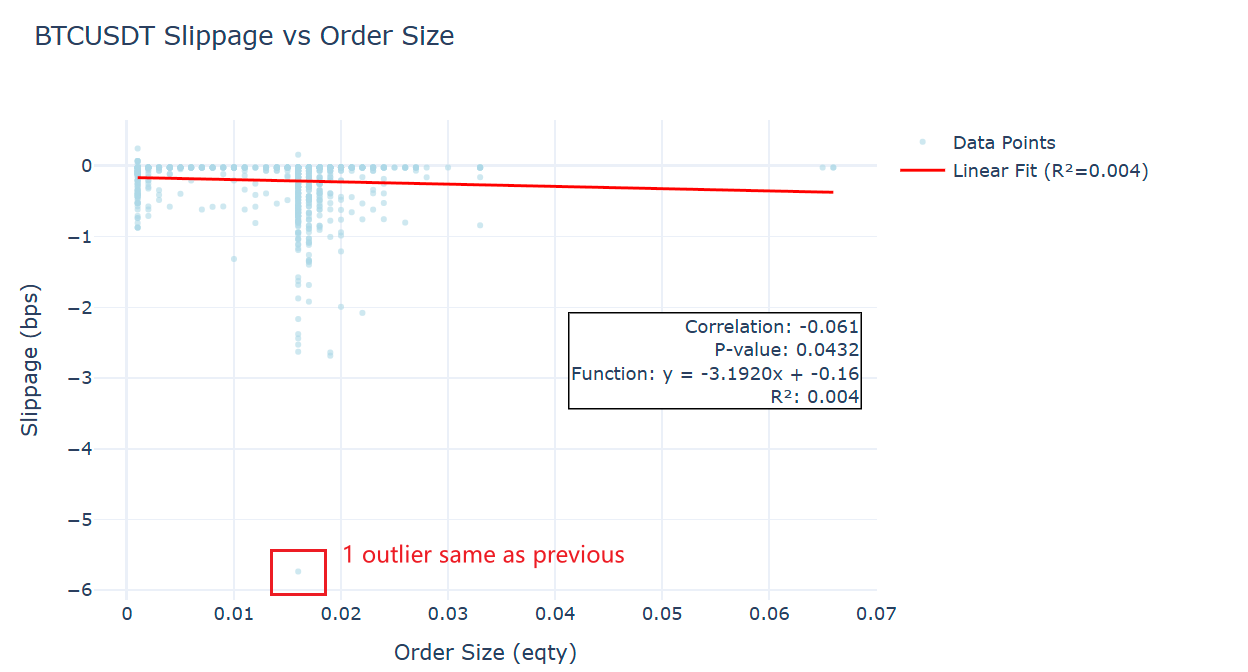 BTCUSDT Slippage vs Order Size
Data Points
Linear Fit (R²=0.004)
Slippage (bps)
0
−1
−2
−3
−4
−5
−6
Correlation: -0.061
P-value: 0.0432
Function: y = -3.1920x + -0.16
R²: 0.004
1 outlier same as previous
0 0.01 0.02 0.03 0.04 0.05 0.06 0.07
Order Size (eqty)